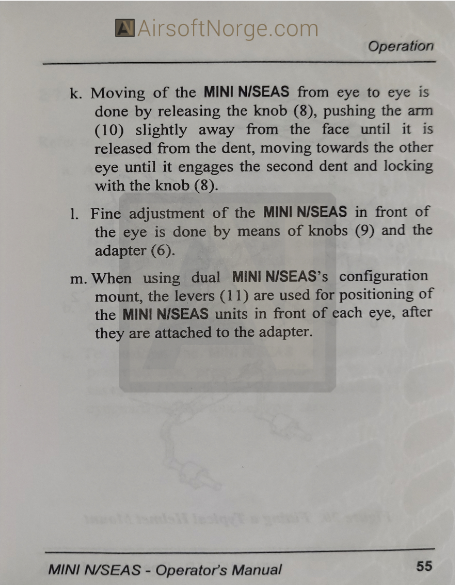 AirsoftNorge.com
Operation
k. Moving of the MINI N/SEAS from eye to eye is
done by releasing the knob (8), pushing the arm
(10) slightly away from the face until it is
released from the dent, moving towards the other
eye until it engages the second dent and locking
with the knob (8).
l. Fine adjustment of the MINI N/SEAS in front of
the eye is done by means of knobs (9) and the
adapter (6).
m. When using dual MINI N/SEAS's configuration
mount, the levers (11) are used for positioning of
the MINI N/SEAS units in front of each eye, after
they are attached to the adapter.
MINI N/SEAS - Operator's Manual 55